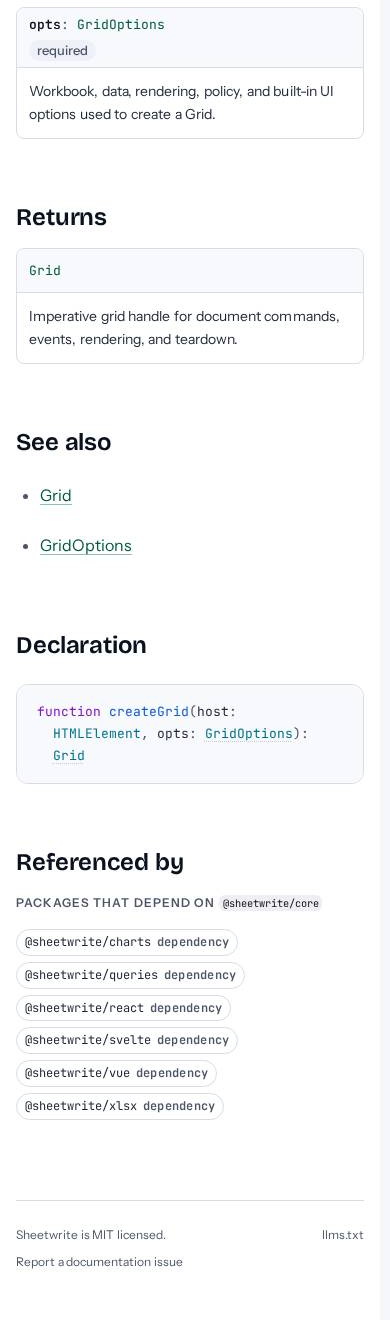 opts: GridOptions
required
Workbook, data, rendering, policy, and built-in UI
options used to create a Grid.
Returns
Grid
Imperative grid handle for document commands,
events, rendering, and teardown.
See also
Grid
GridOptions
Declaration
function createGrid(host:
HTMLElement, opts: GridOptions):
Grid
Referenced by
PACKAGES THAT DEPEND ON @sheetwrite/core
@sheetwrite/charts dependency
@sheetwrite/queries dependency
@sheetwrite/react dependency
@sheetwrite/svelte dependency
@sheetwrite/vue dependency
@sheetwrite/xlsx dependency
Sheetwrite is MIT licensed. llms.txt
Report a documentation issue